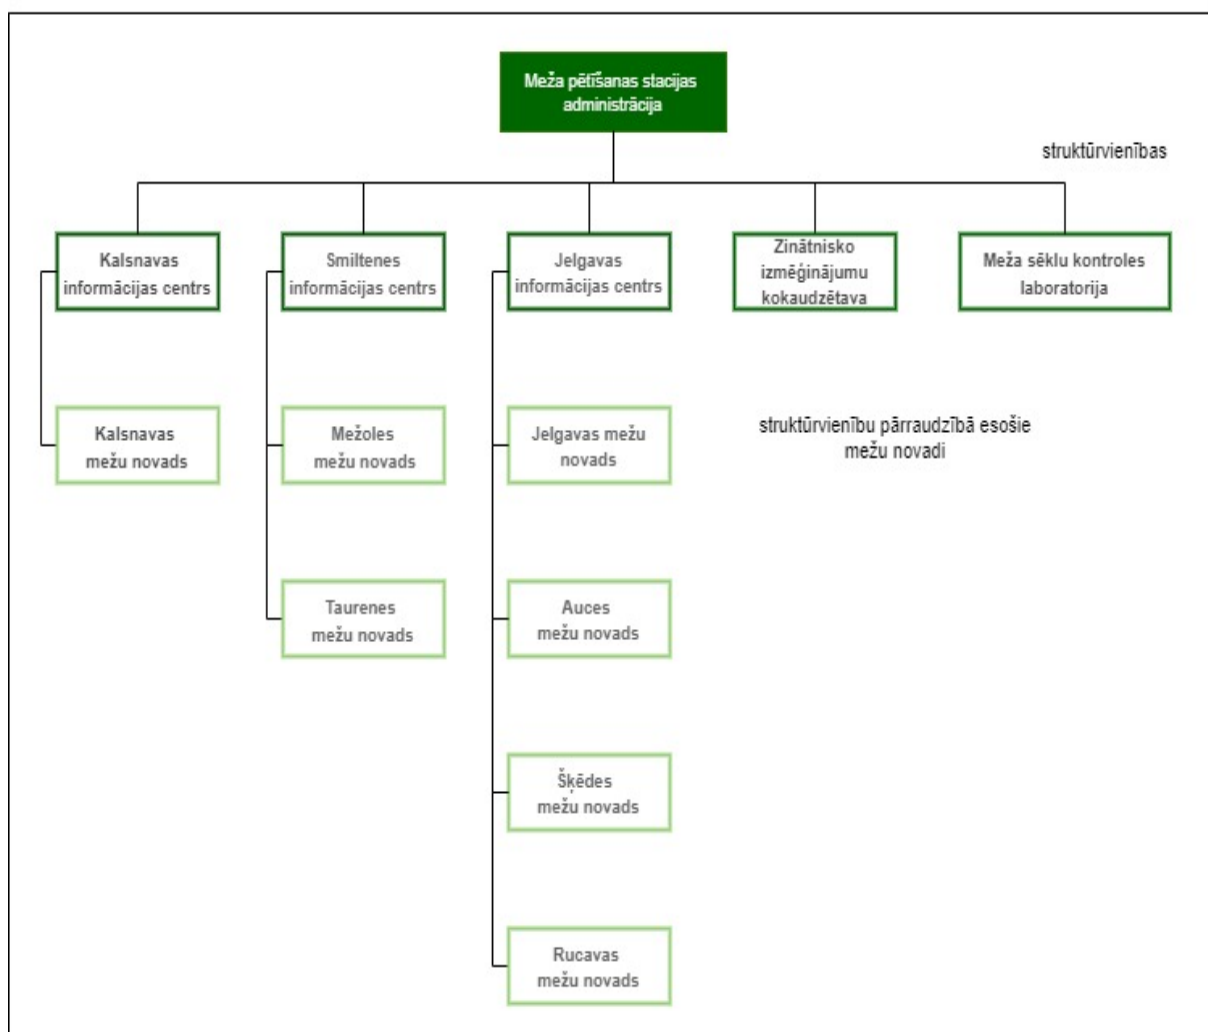 Meža pētīšanas stacijas
administrācija
struktūrvienības
Kalsnavas
informācijas centrs
Smiltenes
informācijas centrs
Jelgavas
informācijas centrs
Zinātnisko
izmēģinājumu
kokaudzētava
Meža sēklu kontroles
laboratorija
Kalsnavas
mežu novads
Mežoles
mežu novads
Jelgavas mežu
novads
struktūrvienību pārraudzībā esošie
mežu novadi
Taurenes
mežu novads
Auces
mežu novads
Šķēdes
mežu novads
Rucavas
mežu novads